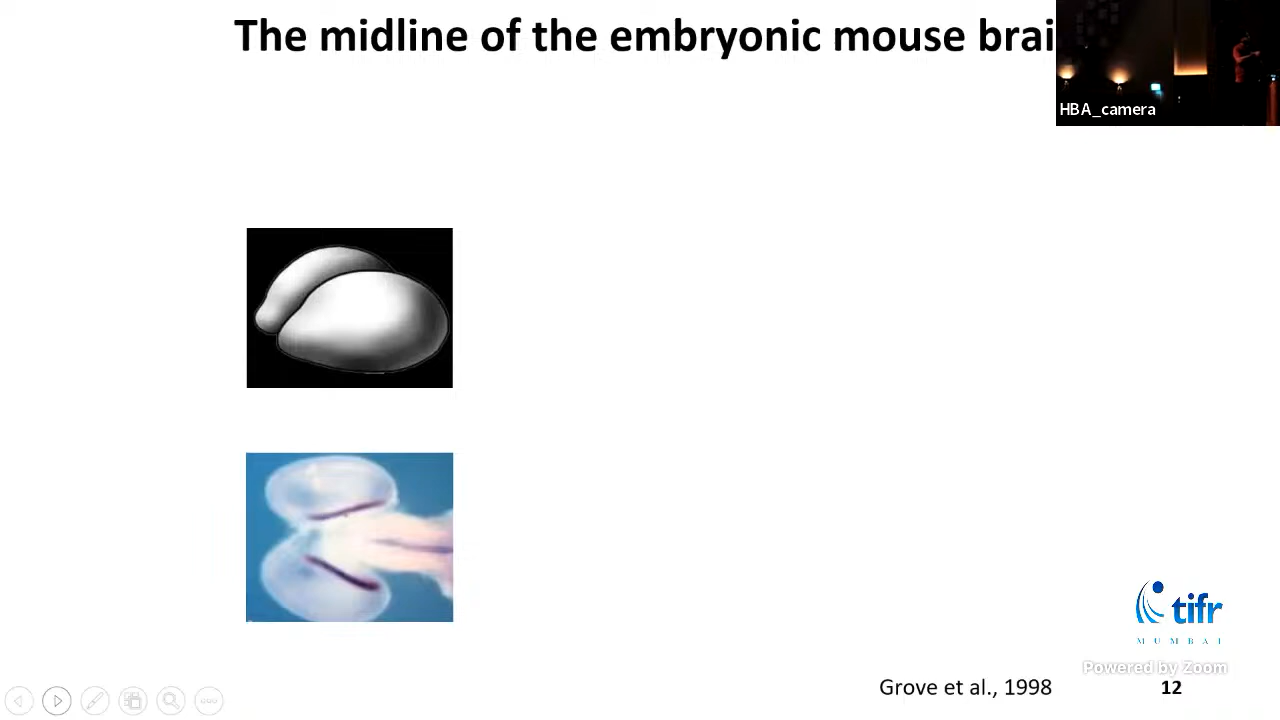 The midline of the embryonic mouse brai
HBA_camera
tifr
MUMBAI
Powered by Zoom
Grove et al., 1998
12